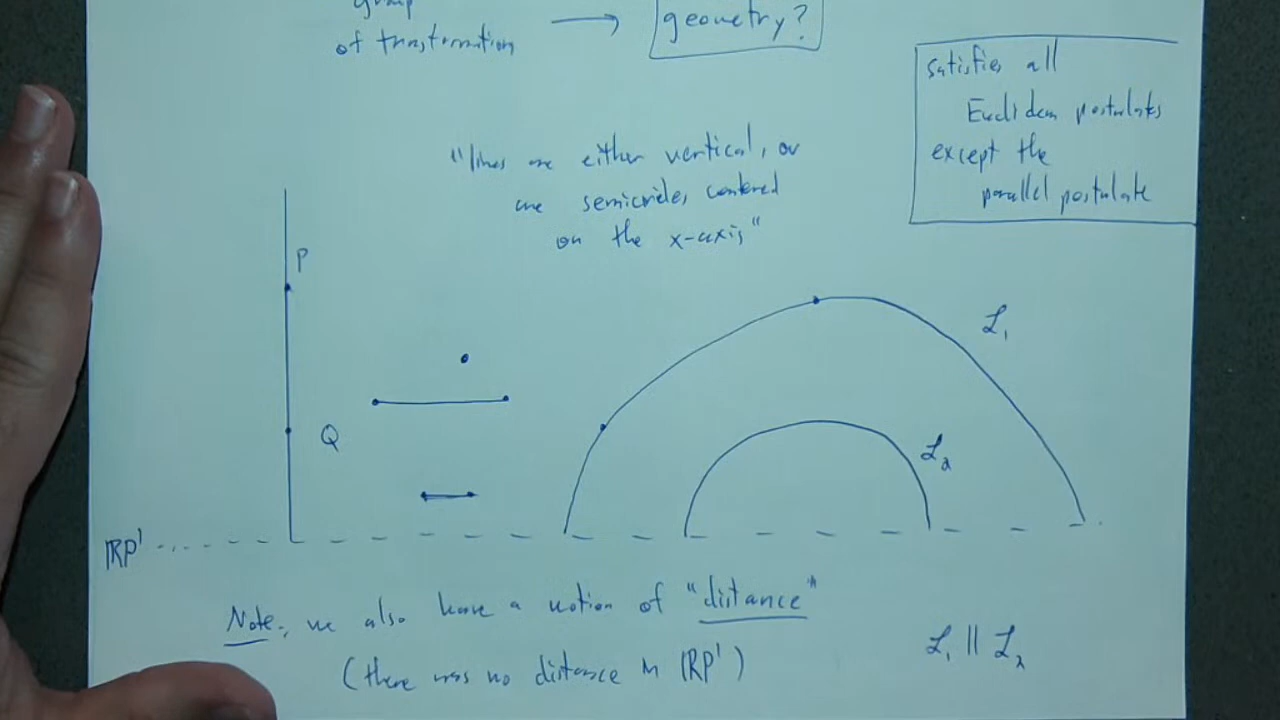 group
of transformations
geometry?
satisfies all
Euclidean postulates
except the
parallel postulate
"lines are either vertical, or
are semicircles centered
on the x-axis"
P
L₁
Q
L₂
RP¹
Note: we also have a notion of "distance"
(there was no distance in RP¹)
L₁ || L₂